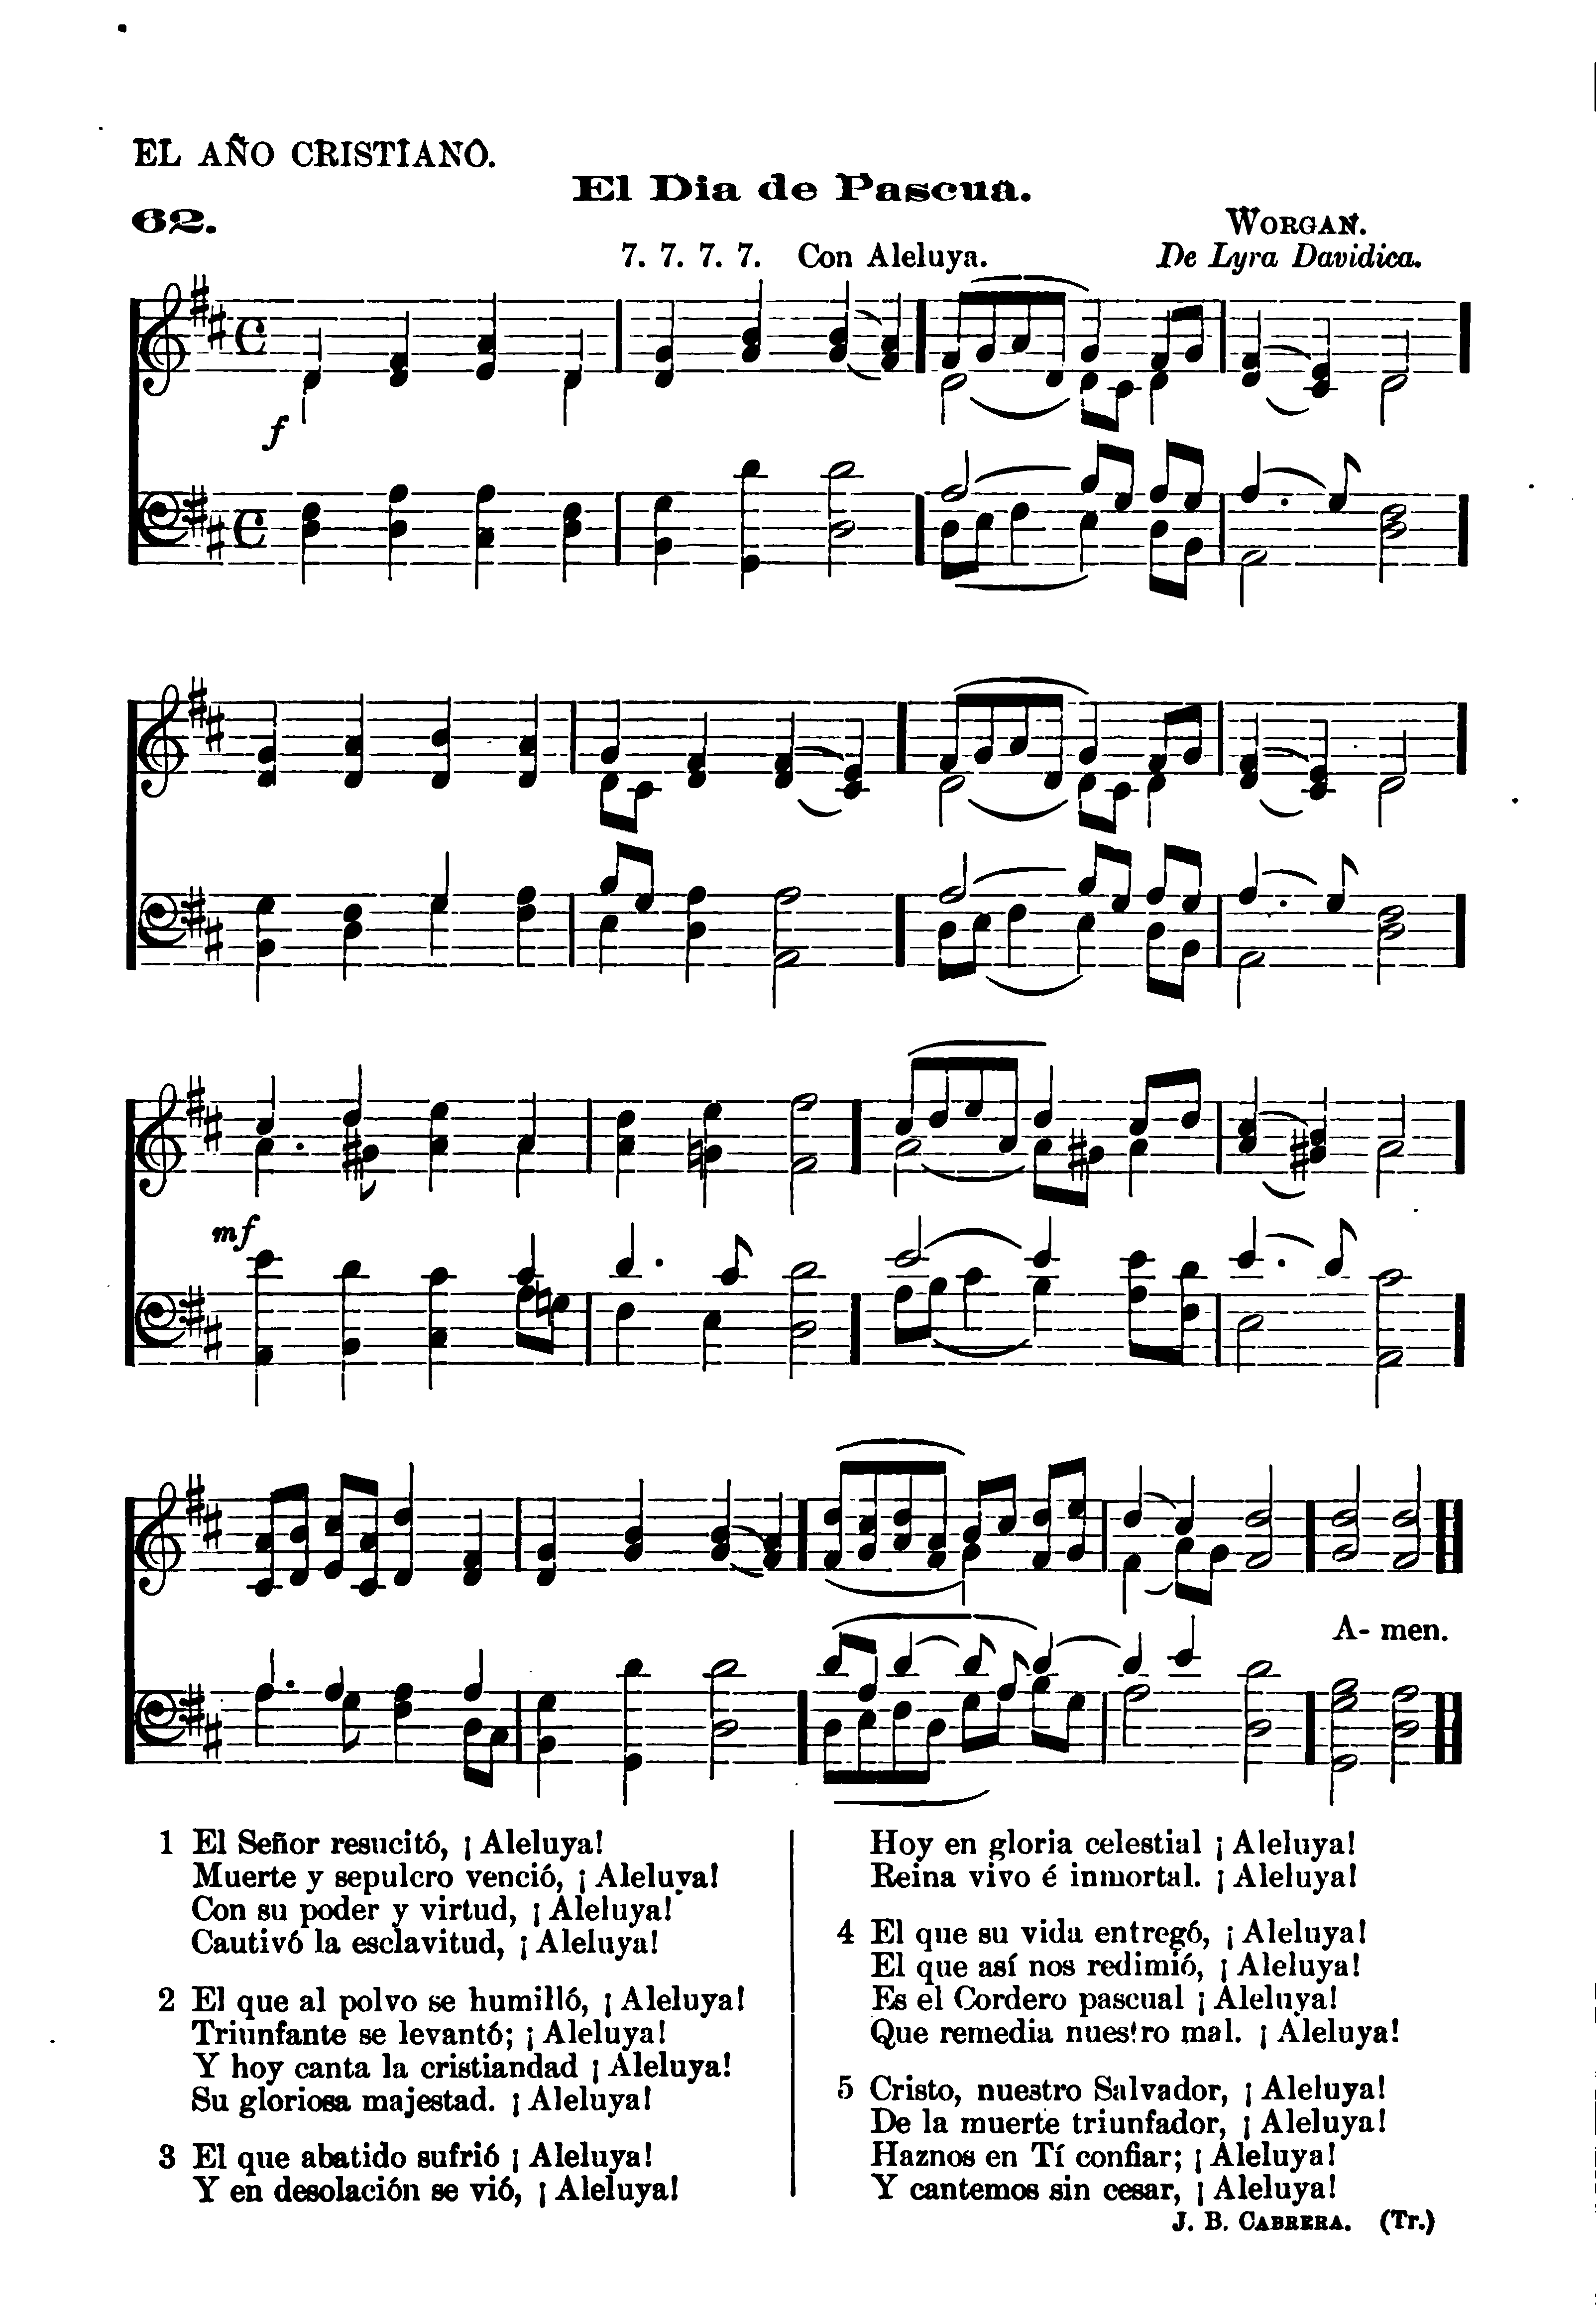 EL AÑO CRISTIANO.
El Dia de Pascua.
62.
WORGAN.
7. 7. 7. 7. Con Aleluya.
De Lyra Davidica.
f
mf
A- men.
1 El Señor resucitó, ¡ Aleluya!
Muerte y sepulcro venció, ¡ Aleluya!
Con su poder y virtud, ¡ Aleluya!
Cautivó la esclavitud, ¡ Aleluya!
2 El que al polvo se humilló, ¡ Aleluya!
Triunfante se levantó; ¡ Aleluya!
Y hoy canta la cristiandad ¡ Aleluya!
Su gloriosa majestad. ¡ Aleluya!
3 El que abatido sufrió ¡ Aleluya!
Y en desolación se vió, ¡ Aleluya!
Hoy en gloria celestial ¡ Aleluya!
Reina vivo é inmortal. ¡ Aleluya!
4 El que su vida entregó, ¡ Aleluya!
El que así nos redimió, ¡ Aleluya!
Es el Cordero pascual ¡ Aleluya!
Que remedia nuestro mal. ¡ Aleluya!
5 Cristo, nuestro Salvador, ¡ Aleluya!
De la muerte triunfador, ¡ Aleluya!
Haznos en Tí confiar; ¡ Aleluya!
Y cantemos sin cesar, ¡ Aleluya!
J. B. CABRERA. (Tr.)